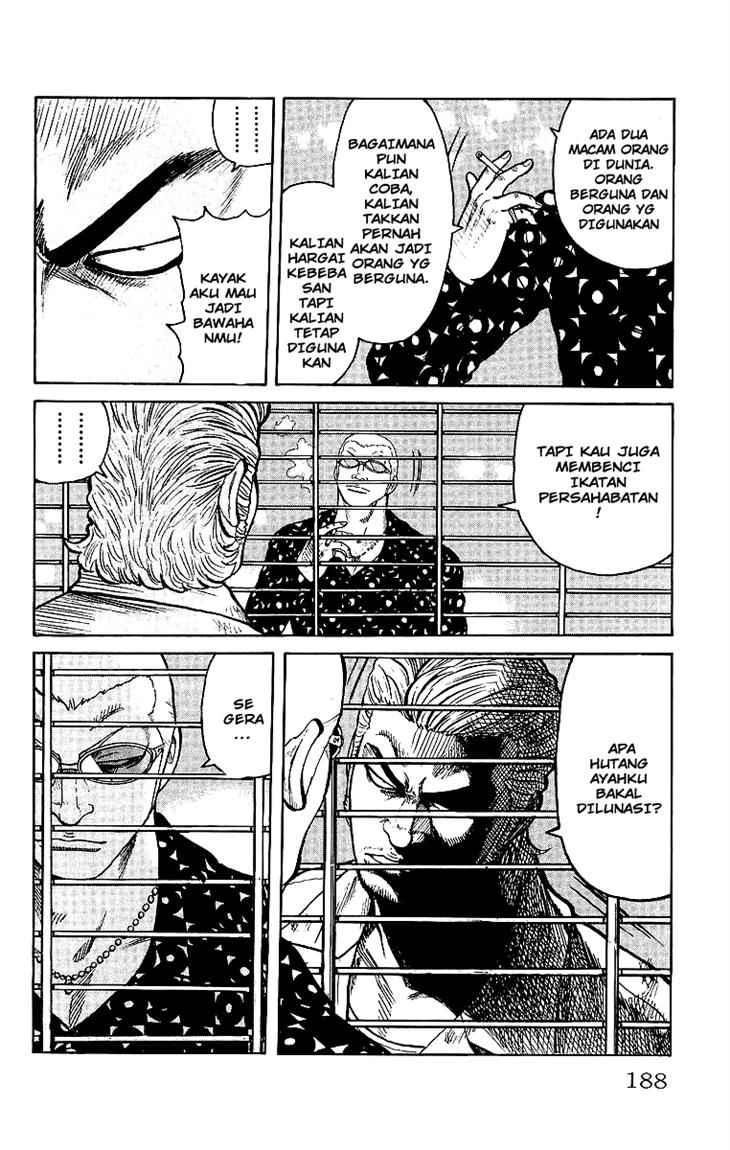 ADA DUA
MACAM ORANG
DI DUNIA.
ORANG
BERGUNA DAN
ORANG YG
DIGUNAKAN
BAGAIMANA
PUN
KALIAN
COBA,
KALIAN
TAKKAN
PERNAH
AKAN JADI
ORANG YG
BERGUNA.
KALIAN
HARGAI
KEBEBA
SAN
TAPI
KALIAN
TETAP
DIGUNA
KAN
......
KAYAK
AKU MAU
JADI
BAWAHA
NMU!
TAPI KAU JUGA
MEMBENCI
IKATAN
PERSAHABATAN
!
......
APA
HUTANG
AYAHKU
BAKAL
DILUNASI?
SE
GERA
...
188